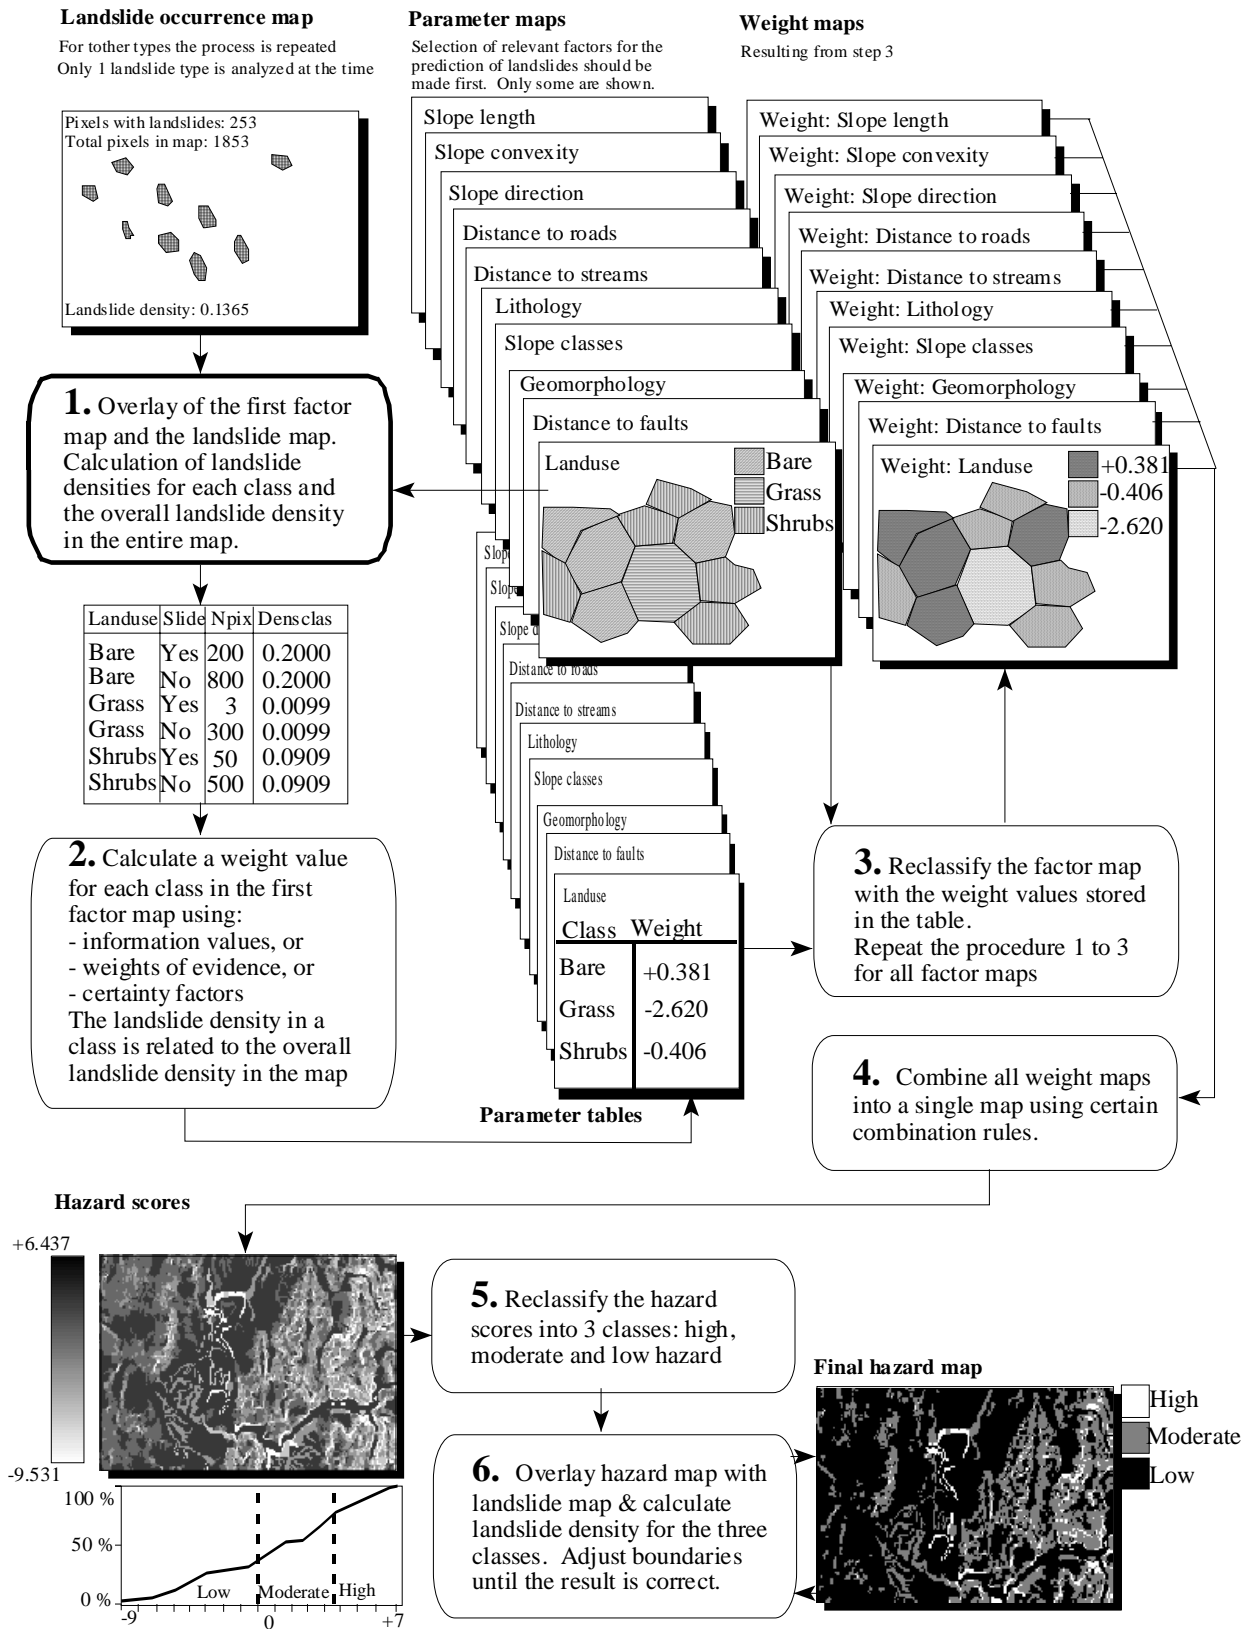 Landslide occurrence map
For tother types the process is repeated
Only 1 landslide type is analyzed at the time
Pixels with landslides: 253
Total pixels in map: 1853
Landslide density: 0.1365
Parameter maps
Selection of relevant factors for the
prediction of landslides should be
made first. Only some are shown.
Slope length
Slope convexity
Slope direction
Distance to roads
Distance to streams
Lithology
Slope classes
Geomorphology
Distance to faults
Landuse
Bare
Grass
Shrubs
Weight maps
Resulting from step 3
Weight: Slope length
Weight: Slope convexity
Weight: Slope direction
Weight: Distance to roads
Weight: Distance to streams
Weight: Lithology
Weight: Slope classes
Weight: Geomorphology
Weight: Distance to faults
Weight: Landuse
+0.381
-0.406
-2.620
1. Overlay of the first factor
map and the landslide map.
Calculation of landslide
densities for each class and
the overall landslide density
in the entire map.
Landuse Slide Npix Densclas
Bare Yes 200 0.2000
Bare No 800 0.2000
Grass Yes 3 0.0099
Grass No 300 0.0099
Shrubs Yes 50 0.0909
Shrubs No 500 0.0909
2. Calculate a weight value
for each class in the first
factor map using:
- information values, or
- weights of evidence, or
- certainty factors
The landslide density in a
class is related to the overall
landslide density in the map
Distance to roads
Distance to streams
Lithology
Slope classes
Geomorphology
Distance to faults
Landuse
Class Weight
Bare +0.381
Grass -2.620
Shrubs -0.406
Parameter tables
3. Reclassify the factor map
with the weight values stored
in the table.
Repeat the procedure 1 to 3
for all factor maps
4. Combine all weight maps
into a single map using certain
combination rules.
Hazard scores
+6.437
-9.531
100 %
50 %
0 %
Low Moderate High
-9 0 +7
5. Reclassify the hazard
scores into 3 classes: high,
moderate and low hazard
6. Overlay hazard map with
landslide map & calculate
landslide density for the three
classes. Adjust boundaries
until the result is correct.
Final hazard map
High
Moderate
Low